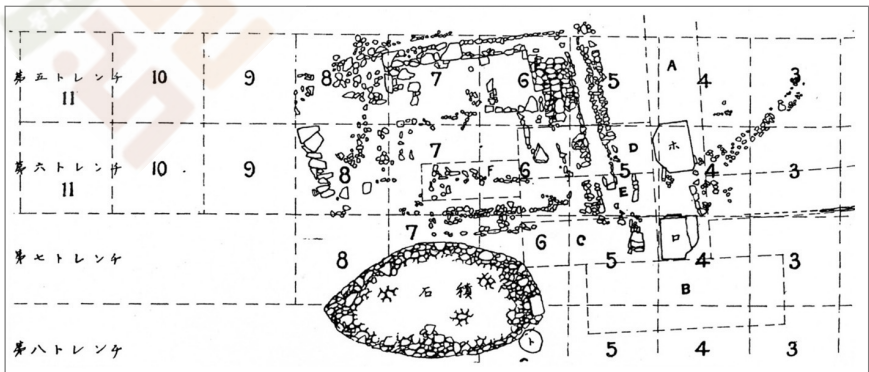 A
第五トレンチ 10 9 8 7 6 5 4 3
11
7 D ホ
第六トレンチ 10 9 8 F 6 5 4 3
11 E
7 6 C ロ
第七トレンチ 8 5 4 3
石積 B
ト
第八トレンチ 5 4 3